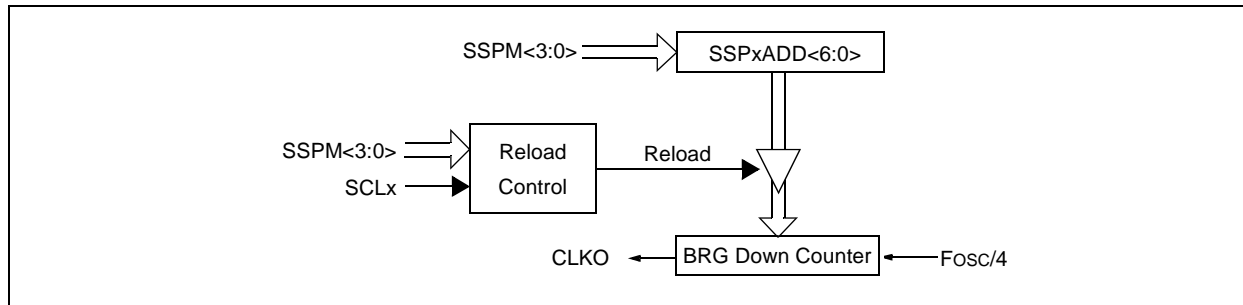 SSPM<3:0>
SSPxADD<6:0>
SSPM<3:0>
SCLx
Reload
Control
Reload
CLKO
BRG Down Counter
FOSC/4